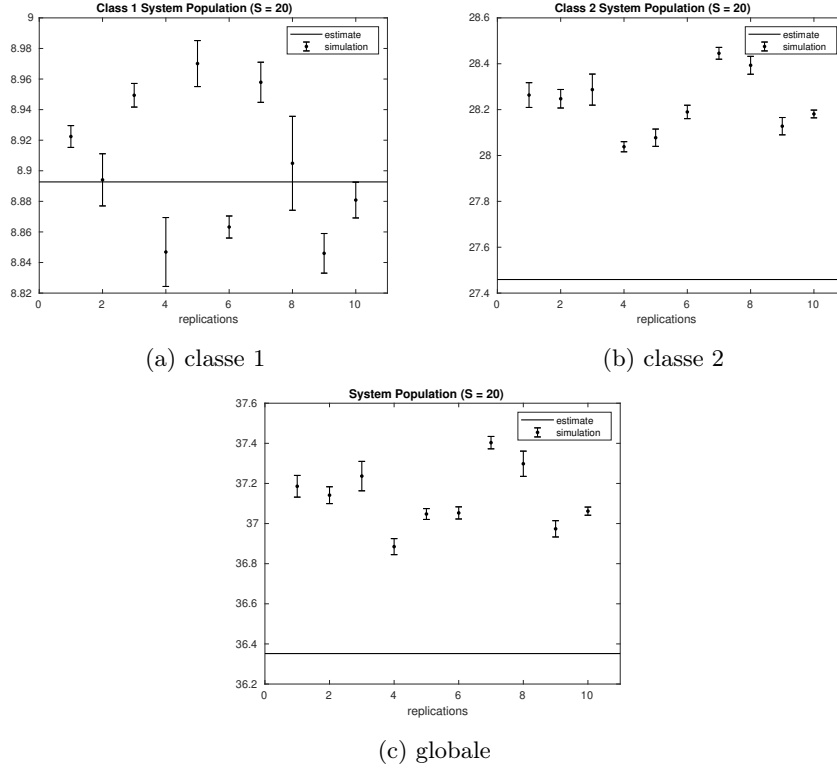 Class 1 System Population (S = 20)
9
8.98
8.96
8.94
8.92
8.9
8.88
8.86
8.84
8.82
0 2 4 6 8 10
replications
estimate
simulation
(a) classe 1
Class 2 System Population (S = 20)
28.6
28.4
28.2
28
27.8
27.6
27.4
0 2 4 6 8 10
replications
estimate
simulation
(b) classe 2
System Population (S = 20)
37.6
37.4
37.2
37
36.8
36.6
36.4
36.2
0 2 4 6 8 10
replications
estimate
simulation
(c) globale